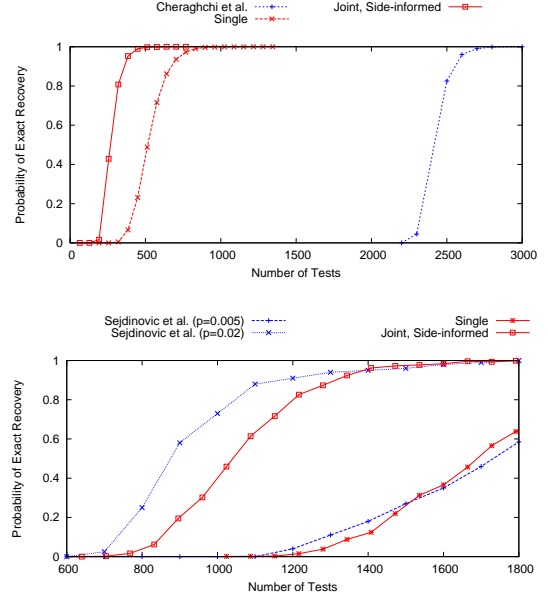 Cheraghchi et al.
Single
Joint, Side-informed
Probability of Exact Recovery
1
0.8
0.6
0.4
0.2
0
0 500 1000 1500 2000 2500 3000
Number of Tests
Sejdinovic et al. (p=0.005)
Sejdinovic et al. (p=0.02)
Single
Joint, Side-informed
Probability of Exact Recovery
1
0.8
0.6
0.4
0.2
0
600 800 1000 1200 1400 1600 1800
Number of Tests